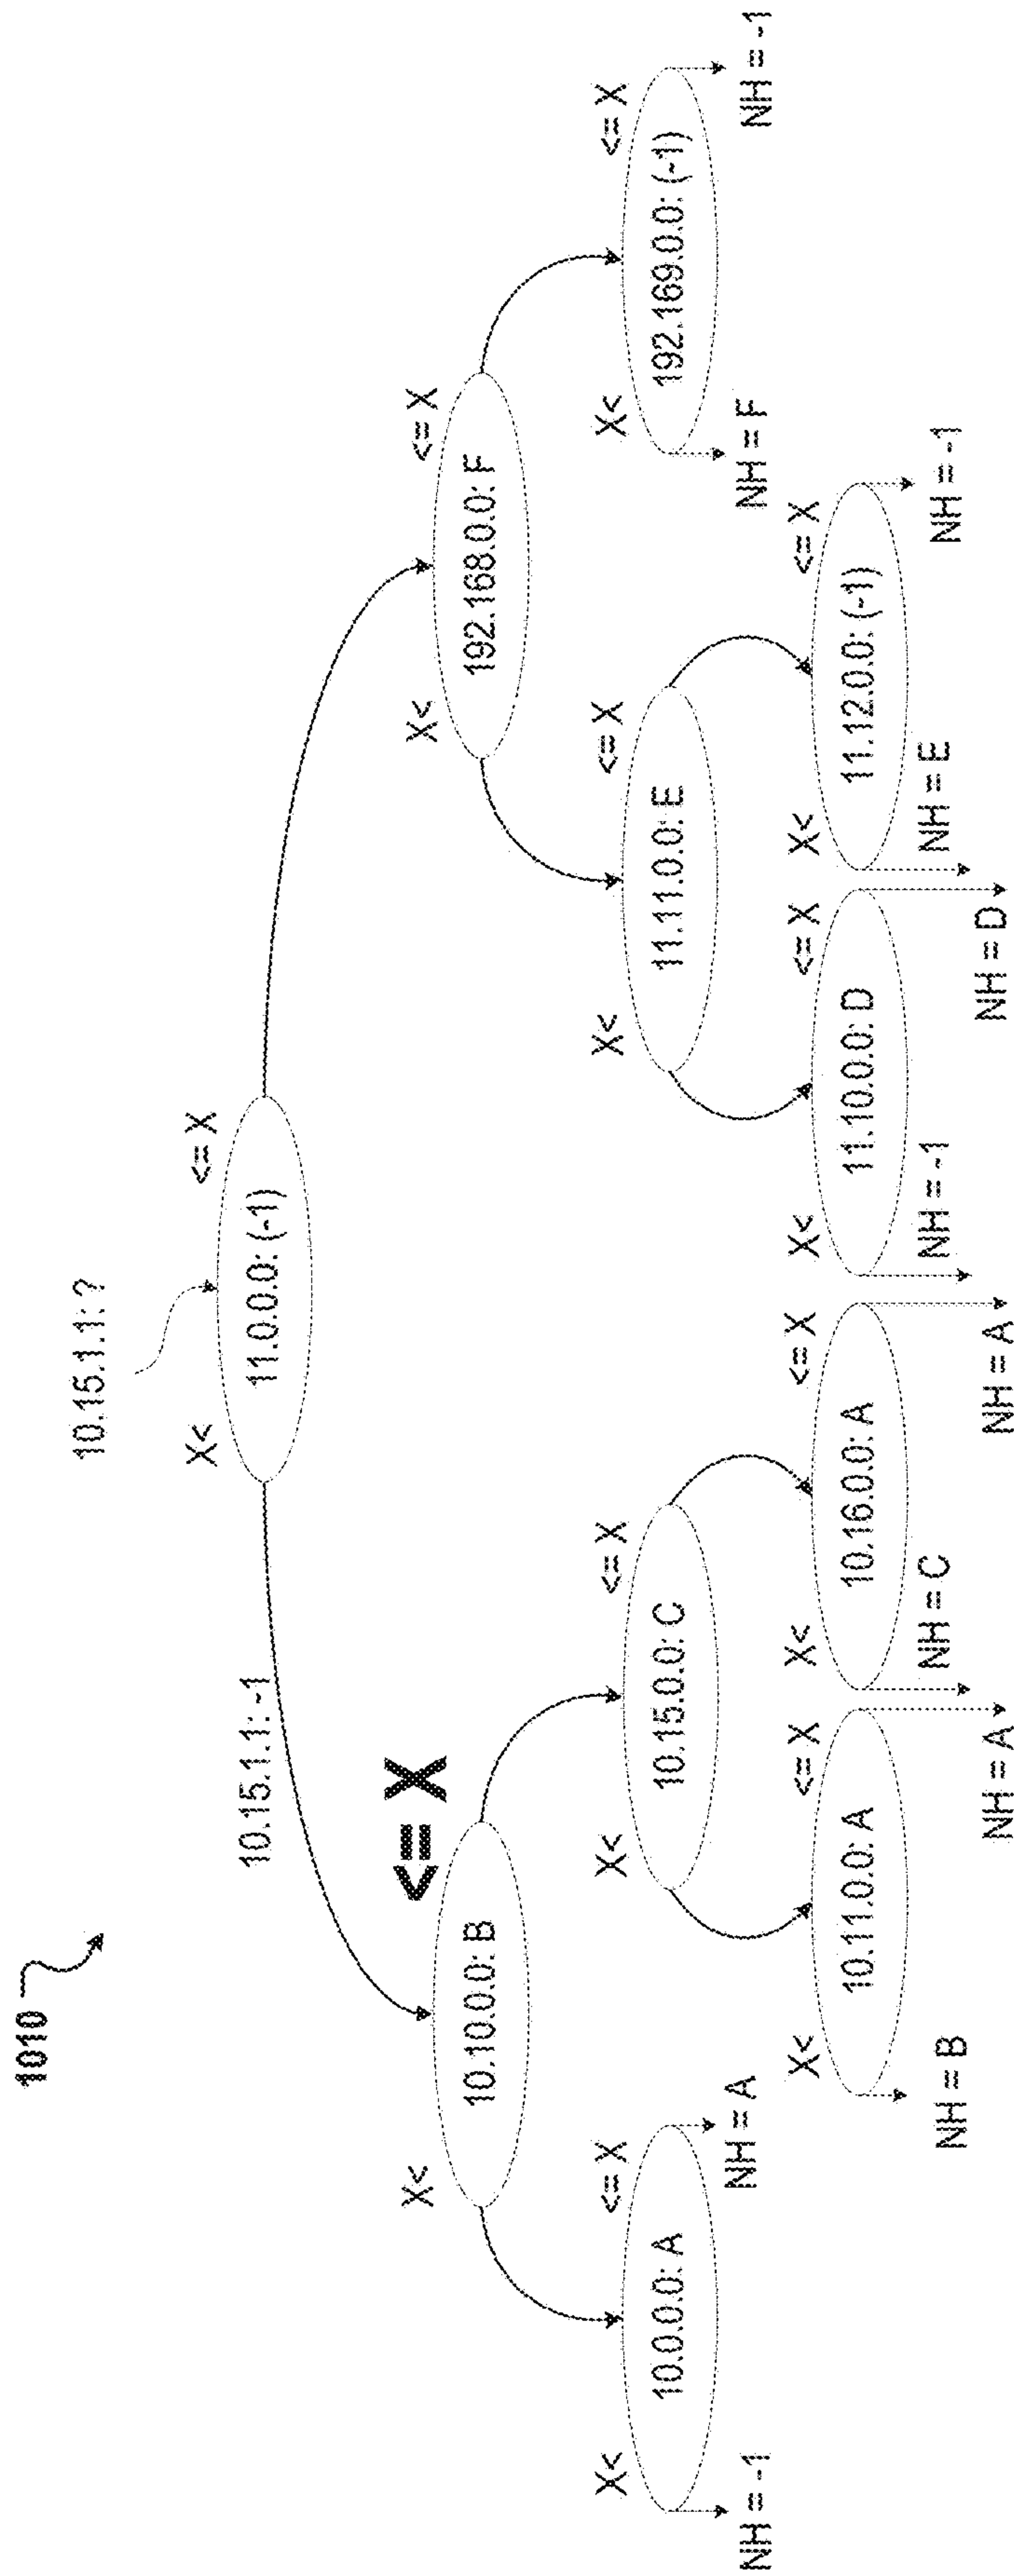 1010
10.15.1.1: ?
X<
<= X
11.0.0.0: (-1)
10.15.1.1: -1
X<
<= X
10.10.0.0: B
X<
<= X
192.168.0.0: F
X<
<= X
10.0.0.0: A
NH = -1
NH = A
X<
<= X
10.15.0.0: C
X<
<= X
11.11.0.0: E
X<
<= X
192.169.0.0: (-1)
NH = F
NH = -1
X<
<= X
10.11.0.0: A
NH = B
NH = A
X<
<= X
10.16.0.0: A
NH = C
NH = A
X<
<= X
11.10.0.0: D
NH = -1
NH = D
X<
<= X
11.12.0.0: (-1)
NH = E
NH = -1